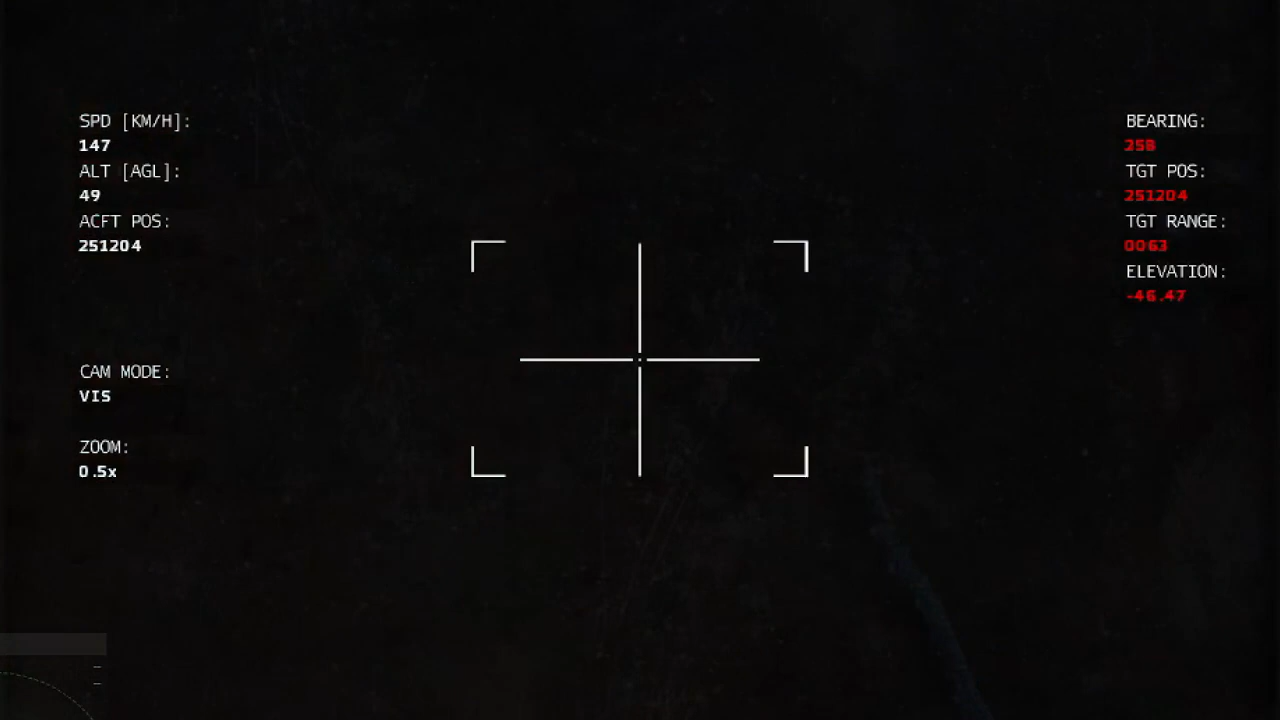 SPD [KM/H]:
147
ALT [AGL]:
49
ACFT POS:
251204
CAM MODE:
VIS
ZOOM:
0.5x
BEARING:
258
TGT POS:
251204
TGT RANGE:
0063
ELEVATION:
-46.47